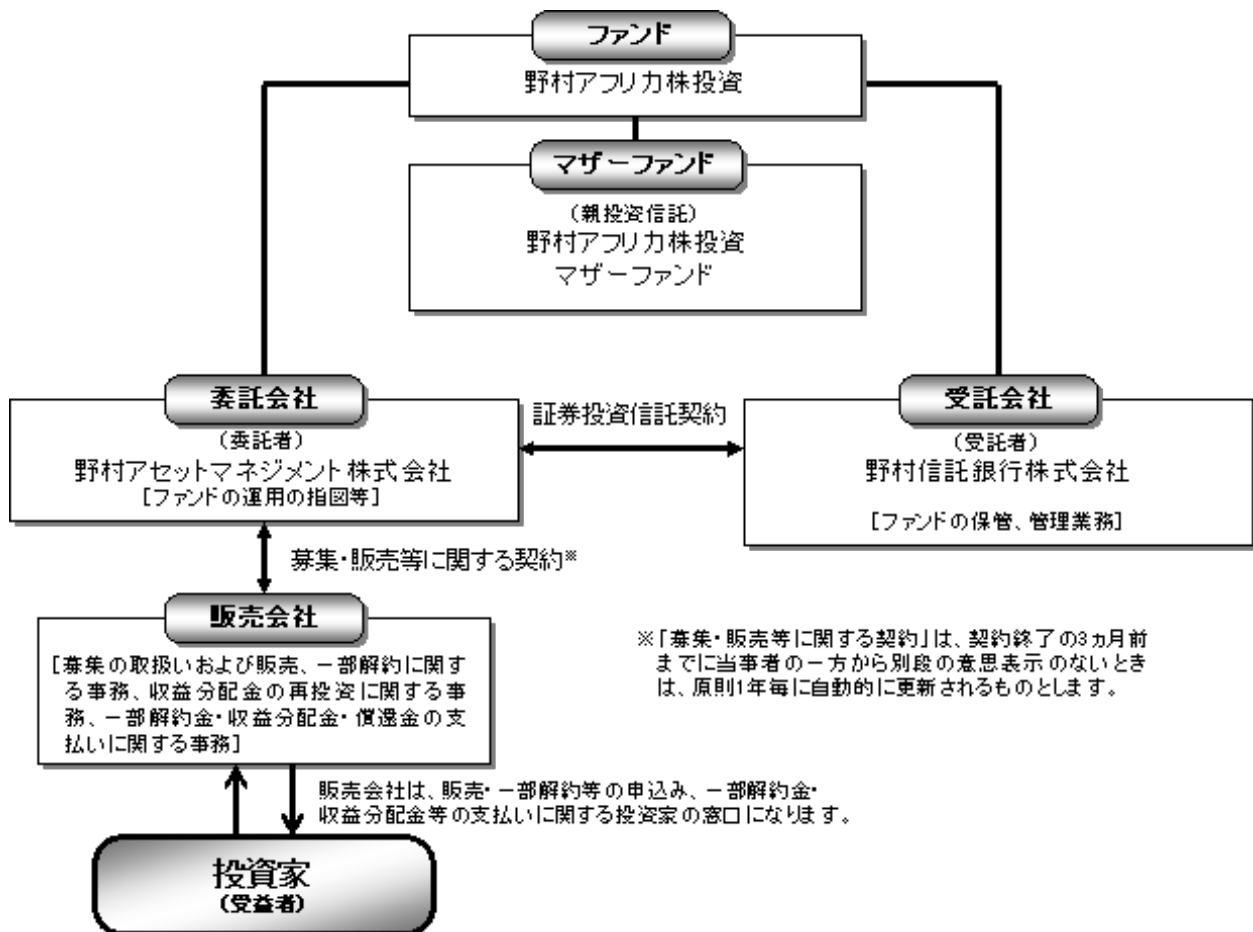 ファンド
野村アフリカ株投資
マザーファンド
(親投資信託)
野村アフリカ株投資
マザーファンド
委託会社
(委託者)
野村アセットマネジメント株式会社
[ファンドの運用の指図等]
証券投資信託契約
受託会社
(受託者)
野村信託銀行株式会社
[ファンドの保管、管理業務]
募集・販売等に関する契約※
販売会社
[募集の取扱いおよび販売、一部解約に関す
る事務、収益分配金の再投資に関する事
務、一部解約金・収益分配金・償還金の支
払いに関する事務]
※「募集・販売等に関する契約」は、契約終了の3ヵ月前
までに当事者の一方から別段の意思表示のないとき
は、原則1年毎に自動的に更新されるものとします。
販売会社は、販売・一部解約等の申込み、一部解約金・
収益分配金等の支払いに関する投資家の窓口になります。
投資家
(受益者)